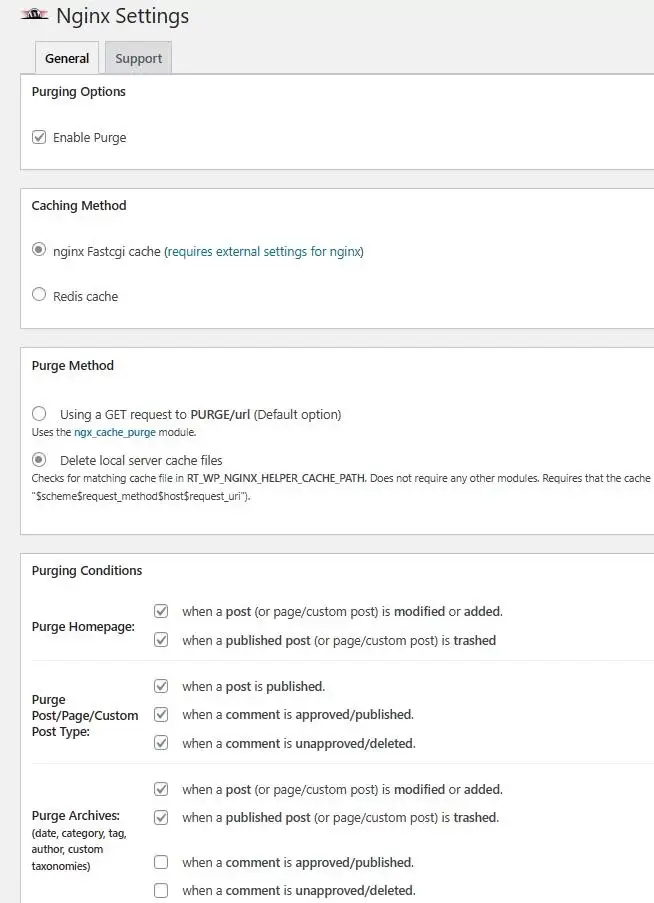 Nginx Settings
General
Support
Purging Options
Enable Purge
Caching Method
nginx Fastcgi cache (requires external settings for nginx)
Redis cache
Purge Method
Using a GET request to PURGE/url (Default option)
Uses the ngx_cache_purge module.
Delete local server cache files
Checks for matching cache file in RT_WP_NGINX_HELPER_CACHE_PATH. Does not require any other modules. Requires that the cache
"$scheme$request_method$host$request_uri").
Purging Conditions
Purge Homepage:
when a post (or page/custom post) is modified or added.
when a published post (or page/custom post) is trashed
Purge
Post/Page/Custom
Post Type:
when a post is published.
when a comment is approved/published.
when a comment is unapproved/deleted.
Purge Archives:
(date, category, tag,
author, custom
taxonomies)
when a post (or page/custom post) is modified or added.
when a published post (or page/custom post) is trashed.
when a comment is approved/published.
when a comment is unapproved/deleted.